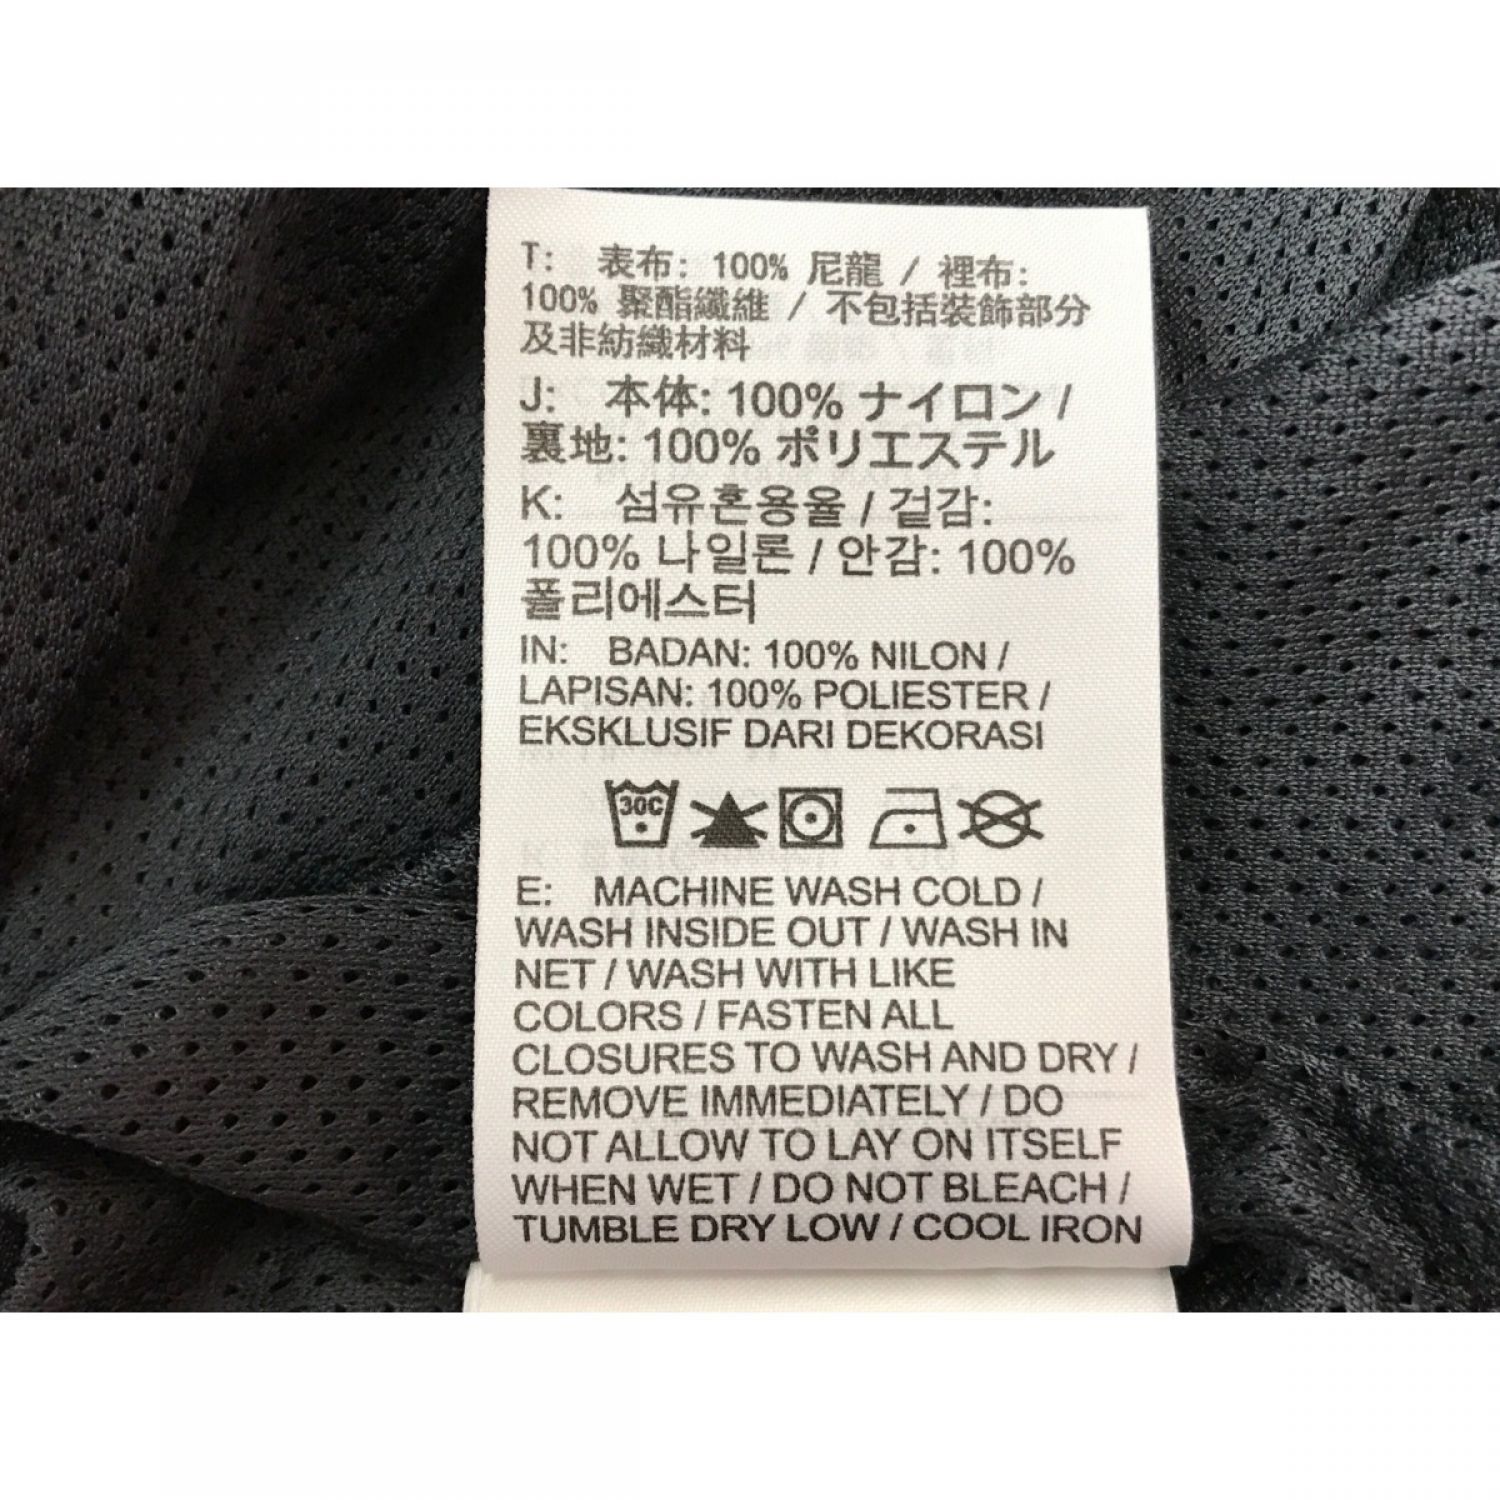 T: 表布: 100% 尼龍 / 裡布:
100% 聚酯纖維 / 不包括裝飾部分
及非紡織材料
J: 本体: 100% ナイロン /
裏地: 100% ポリエステル
K: 섬유혼용율 / 겉감:
100% 나일론 / 안감: 100%
폴리에스터
IN: BADAN: 100% NILON /
LAPISAN: 100% POLIESTER /
EKSKLUSIF DARI DEKORASI
30C
E: MACHINE WASH COLD /
WASH INSIDE OUT / WASH IN
NET / WASH WITH LIKE
COLORS / FASTEN ALL
CLOSURES TO WASH AND DRY /
REMOVE IMMEDIATELY / DO
NOT ALLOW TO LAY ON ITSELF
WHEN WET / DO NOT BLEACH /
TUMBLE DRY LOW / COOL IRON